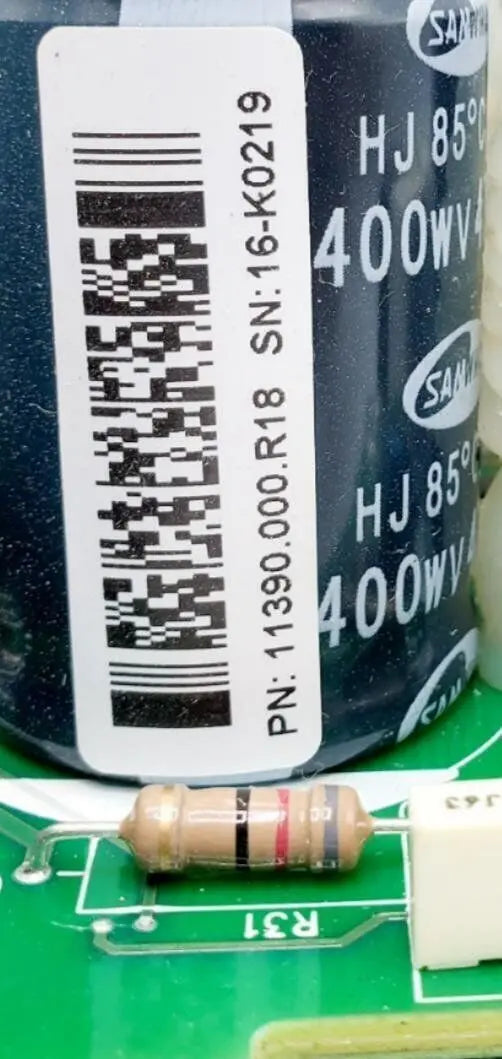 PN: 11390.000.R18 SN:16-K0219
HJ 85°C
400WV
HJ 85°
400WV
R31